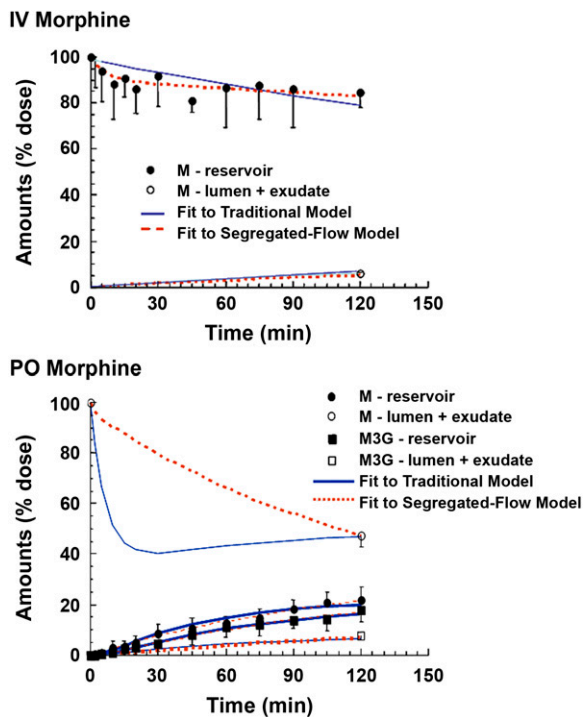 IV Morphine
100
80
60
40
20
0
Amounts (% dose)
M - reservoir
M - lumen + exudate
Fit to Traditional Model
Fit to Segregated-Flow Model
0 30 60 90 120 150
Time (min)
PO Morphine
100
80
60
40
20
0
Amounts (% dose)
M - reservoir
M - lumen + exudate
M3G - reservoir
M3G - lumen + exudate
Fit to Traditional Model
Fit to Segregated-Flow Model
0 30 60 90 120 150
Time (min)